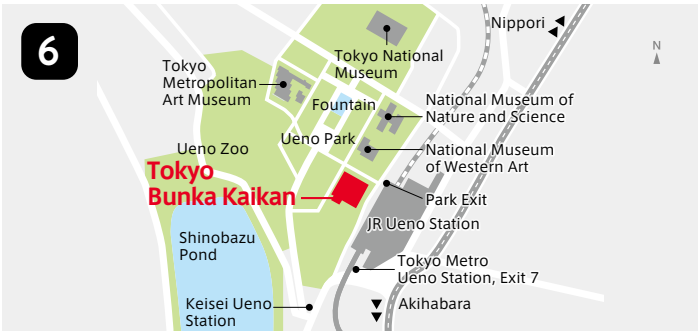 6
Nippori
N
Tokyo National
Museum
Tokyo
Metropolitan
Art Museum
Fountain
National Museum of
Nature and Science
Ueno Park
Ueno Zoo
National Museum
of Western Art
Tokyo
Bunka Kaikan
Park Exit
JR Ueno Station
Shinobazu
Pond
Tokyo Metro
Ueno Station, Exit 7
Keisei Ueno
Station
Akihabara